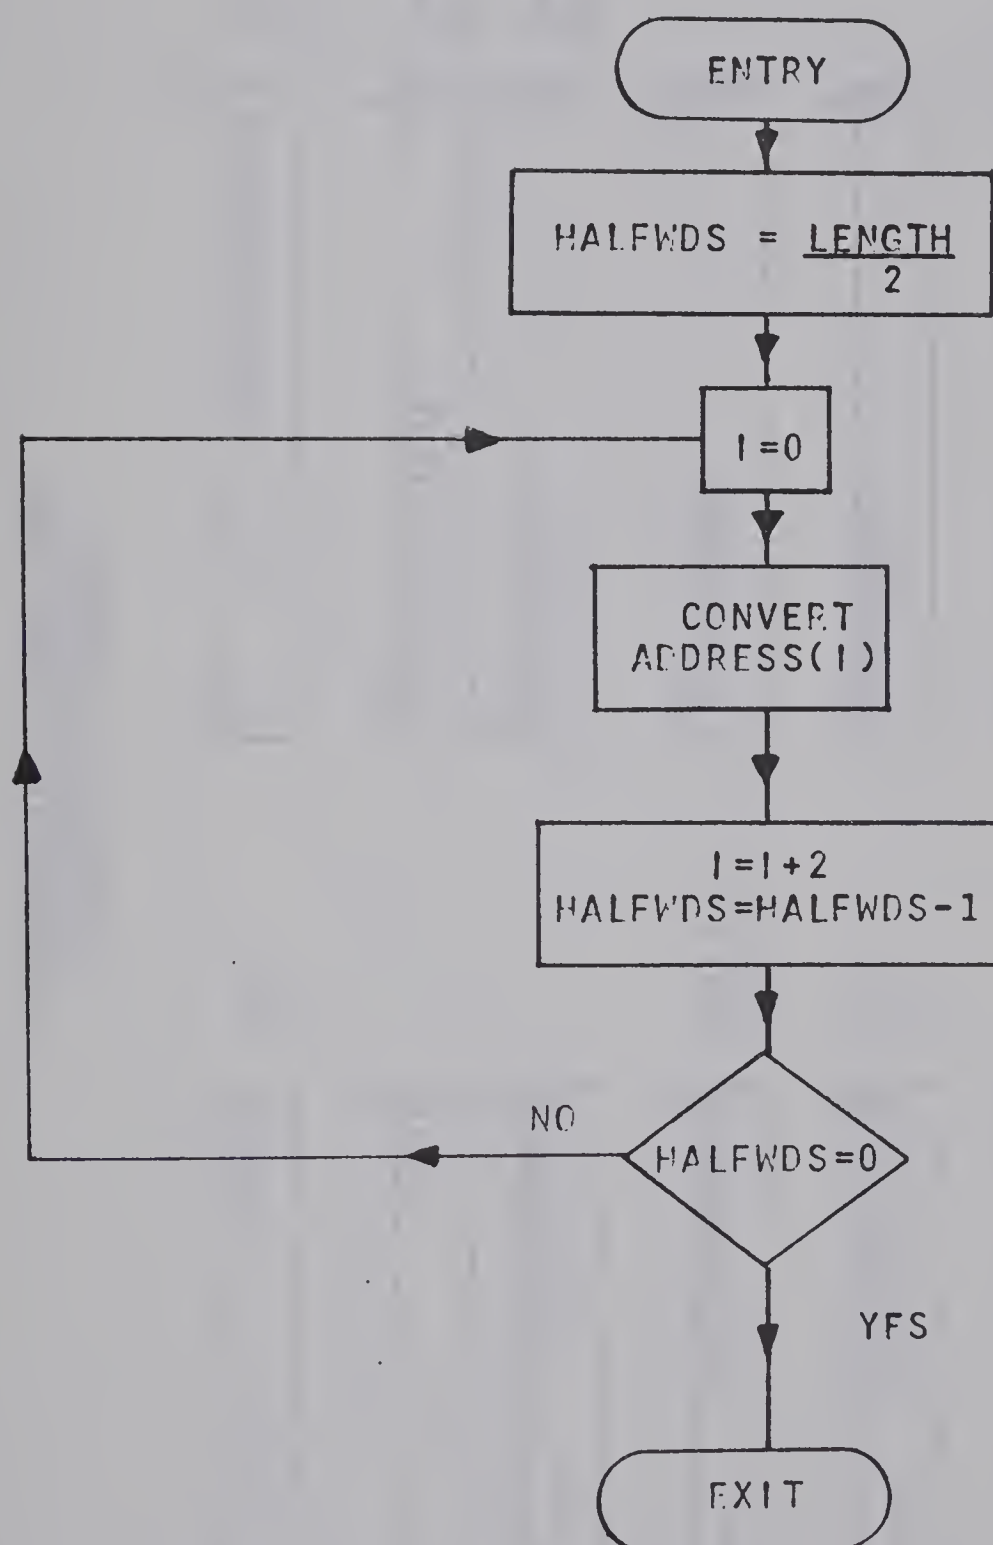 ENTRY
HALFWDS = LENGTH
2
I=0
CONVERT
ADDRESS(I)
I=I+2
HALFWDS=HALFWDS-1
NO
HALFWDS=0
YES
EXIT